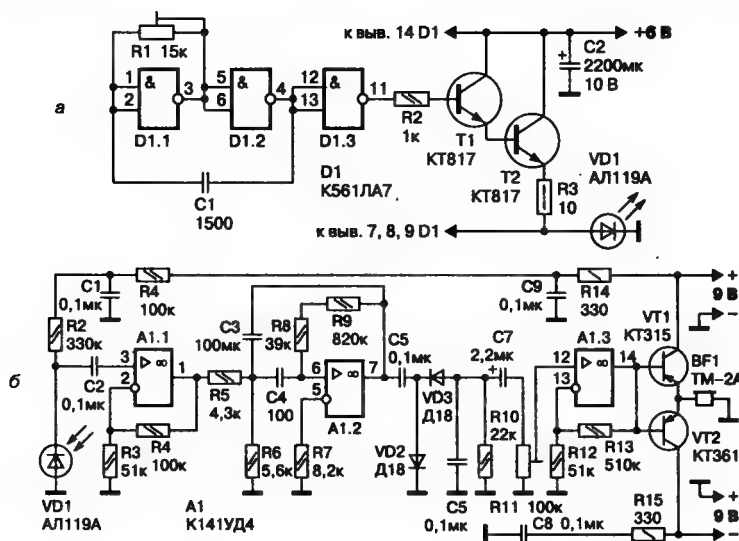 а
R1 15к
1
2
&
3
D1.1
5
6
&
4
D1.2
12
13
&
11
D1.3
C1
1500
D1
К561ЛА7
R2
1к
к выв. 14 D1
+6 В
+
C2
2200мк
10 В
T1
КТ817
T2
КТ817
R3
10
VD1
АЛ119А
к выв. 7, 8, 9 D1
б
C1
0,1мк
R4
100к
R2
330к
C2
0,1мк
VD1
АЛ119А
A1.1
▷ ∞
3
2
1
R3
51к
R4
100к
R5
4,3к
A1
К141УД4
C3
100мк
R8
39к
R9
820к
C4
100
R6
5,6к
R7
8,2к
▷ ∞
6
5
7
A1.2
C5
0,1мк
VD3
Д18
VD2
Д18
C5
0,1мк
C7
2,2мк
+
R10
22к
R11 100к
C9
0,1мк
R14
330
A1.3
▷ ∞
12
13
14
R12
51к
R13
510к
VT1
КТ315
BF1
ТМ-2А
VT2
КТ361
R15
330
C8 0,1мк
+
9 В
–
+
9 В
–